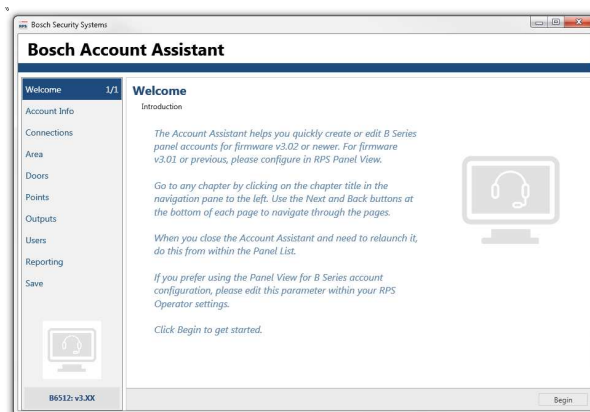 Bosch Security Systems
Bosch Account Assistant
Welcome 1/1
Account Info
Connections
Area
Doors
Points
Outputs
Users
Reporting
Save
B6512: v3.XX
Welcome
Introduction
The Account Assistant helps you quickly create or edit B Series
panel accounts for firmware v3.02 or newer. For firmware
v3.01 or previous, please configure in RPS Panel View.
Go to any chapter by clicking on the chapter title in the
navigation pane to the left. Use the Next and Back buttons at
the bottom of each page to navigate through the pages.
When you close the Account Assistant and need to relaunch it,
do this from within the Panel List.
If you prefer using the Panel View for B Series account
configuration, please edit this parameter within your RPS
Operator settings.
Click Begin to get started.
Begin